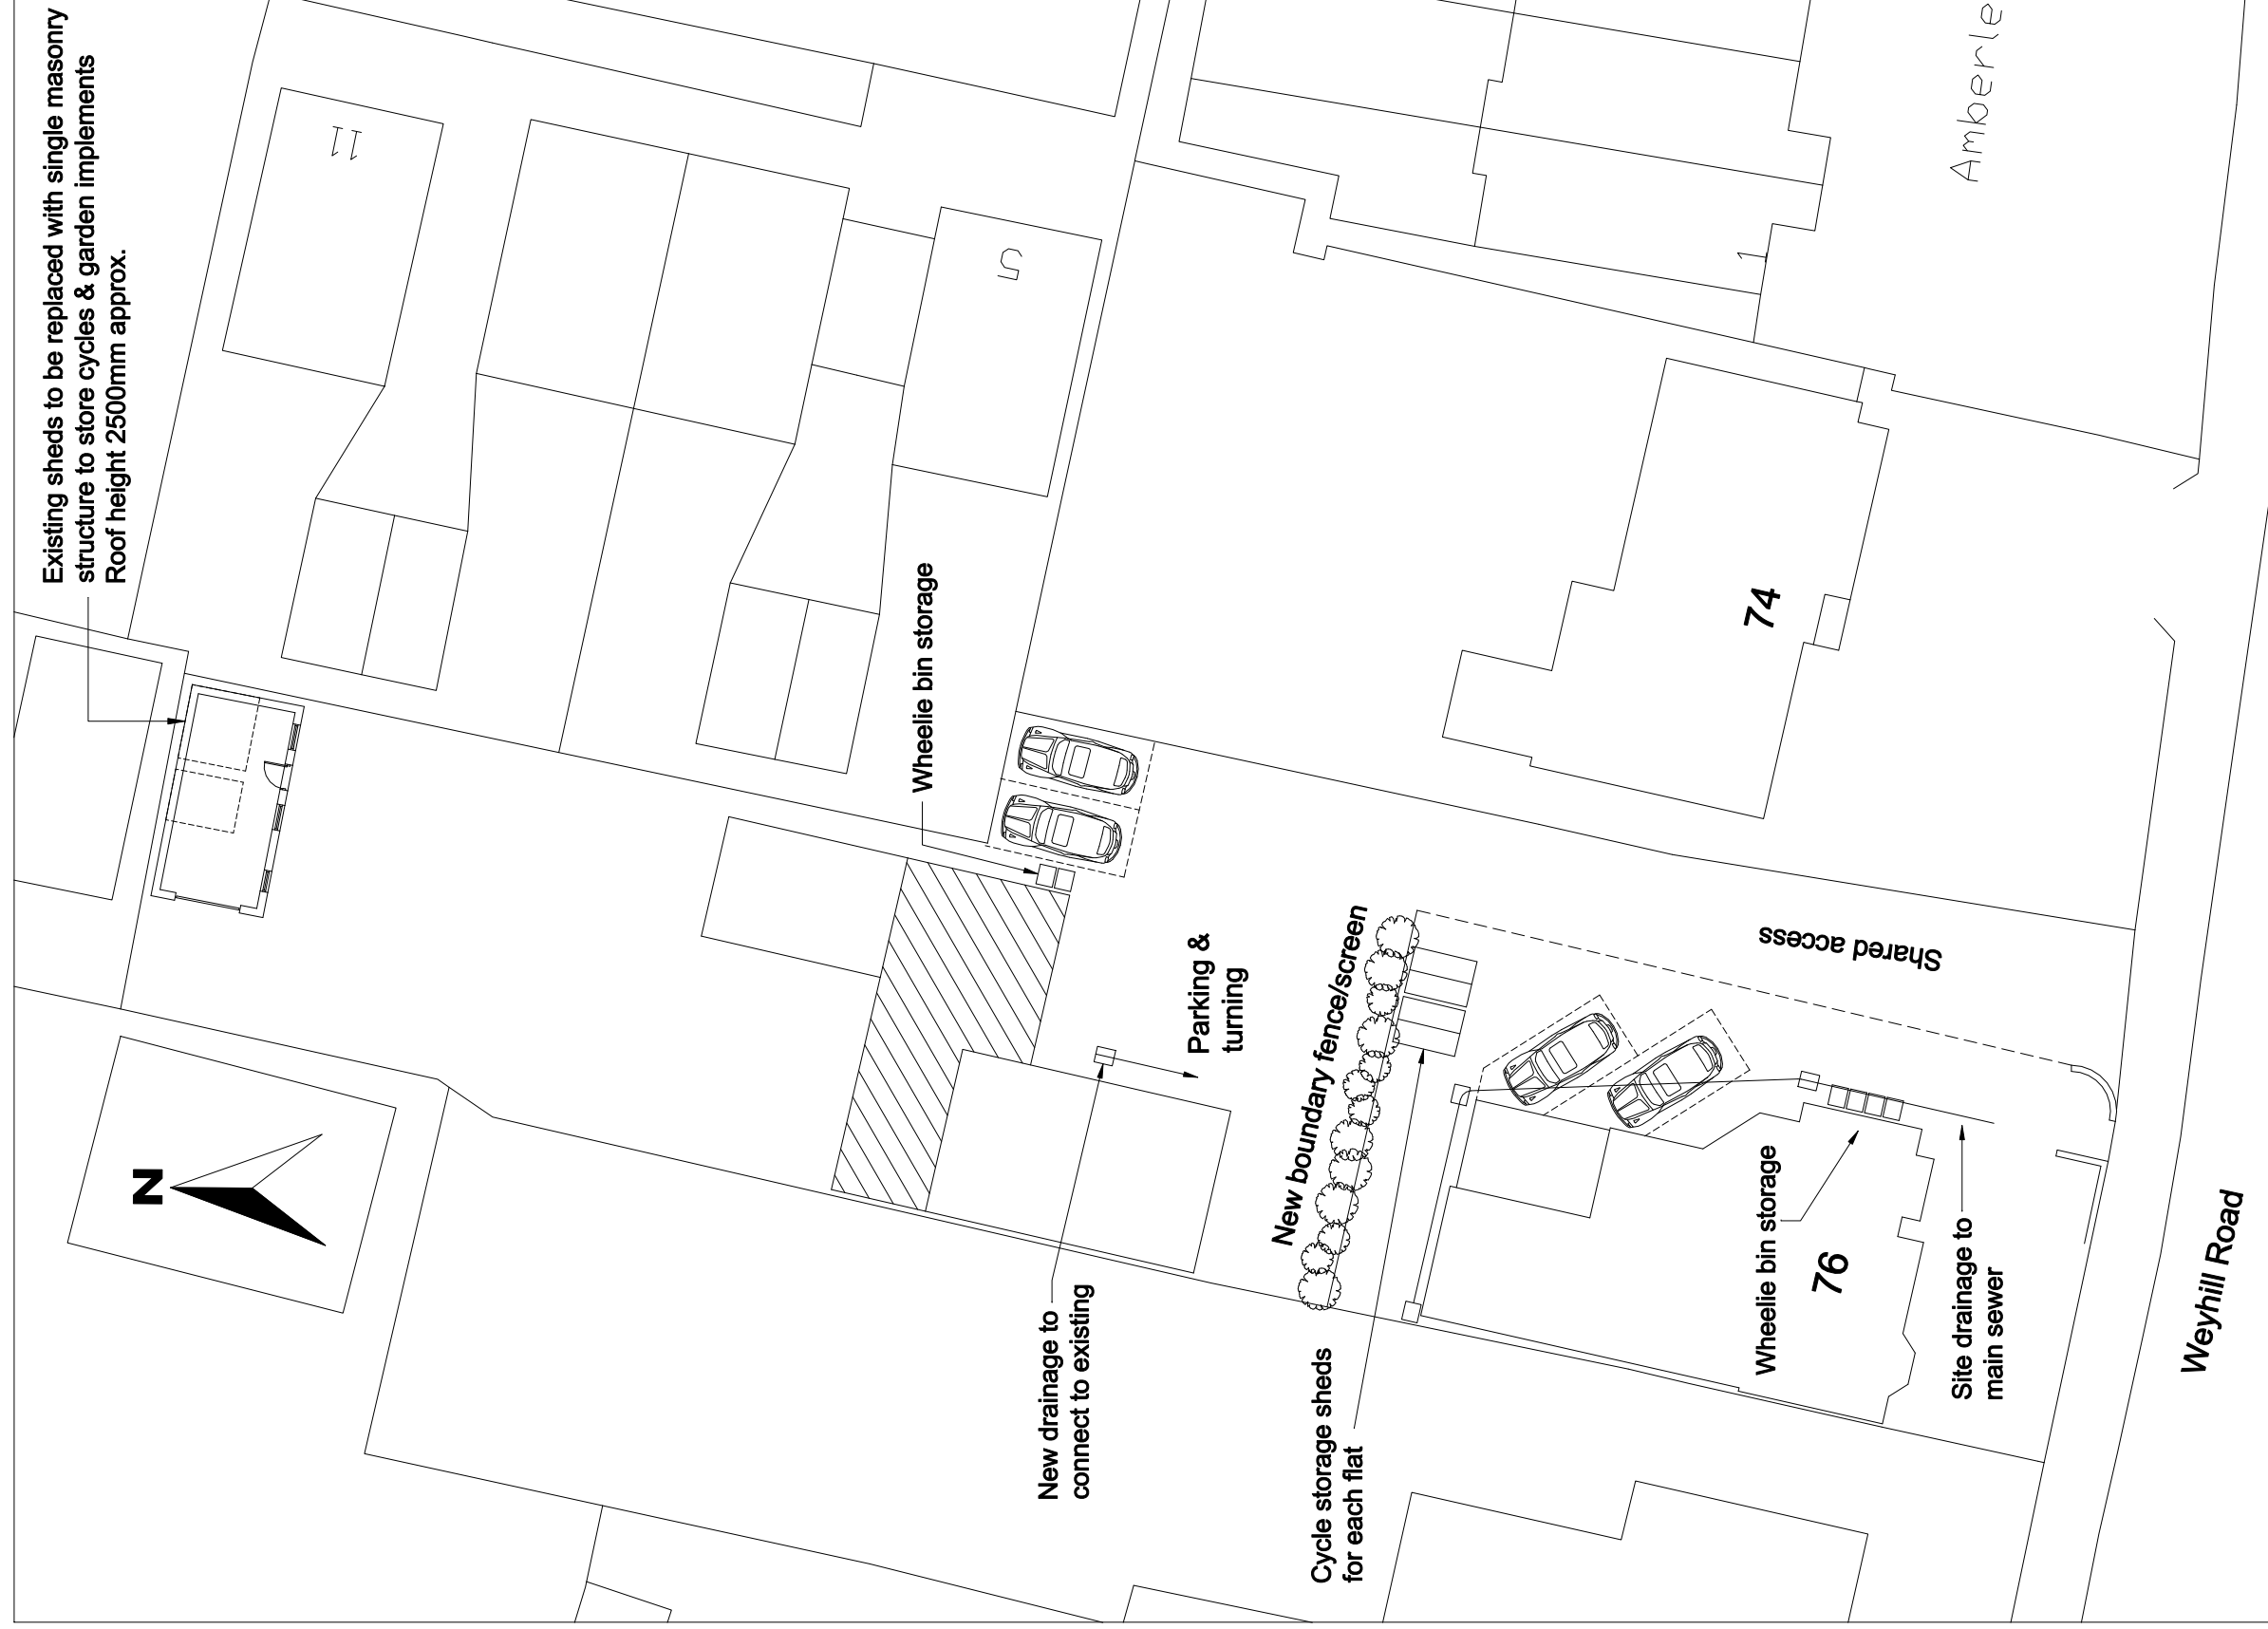 Existing sheds to be replaced with single masonry
structure to store cycles & garden implements
Roof height 2500mm approx.
11
5
N
Wheelie bin storage
Parking &
turning
New drainage to
connect to existing
New boundary fence/screen
Cycle storage sheds
for each flat
74
1
Amberle
Shared access
Wheelie bin storage
76
Site drainage to
main sewer
Weyhill Road